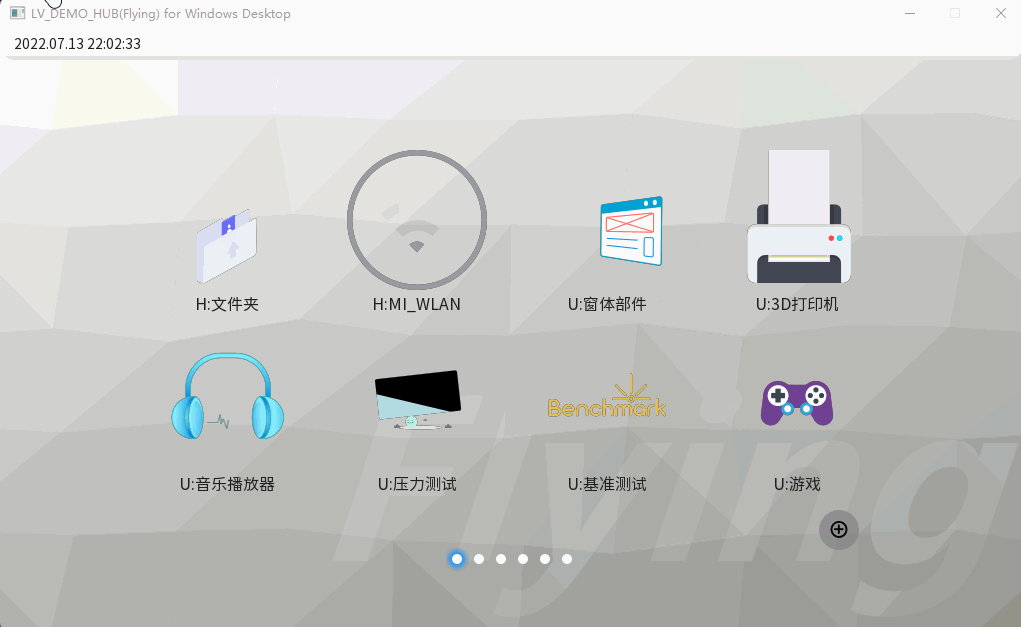 LV_DEMO_HUB(Flying) for Windows Desktop
2022.07.13 22:02:33
H:文件夹
H:MI_WLAN
U:窗体部件
U:3D打印机
Benchmark
U:音乐播放器
U:压力测试
U:基准测试
U:游戏
Flying